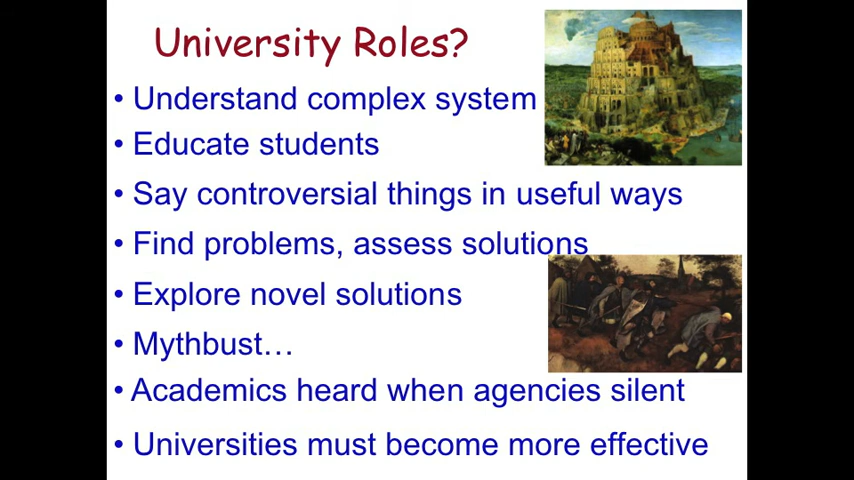 University Roles?
• Understand complex system
• Educate students
• Say controversial things in useful ways
• Find problems, assess solutions
• Explore novel solutions
• Mythbust…
• Academics heard when agencies silent
• Universities must become more effective